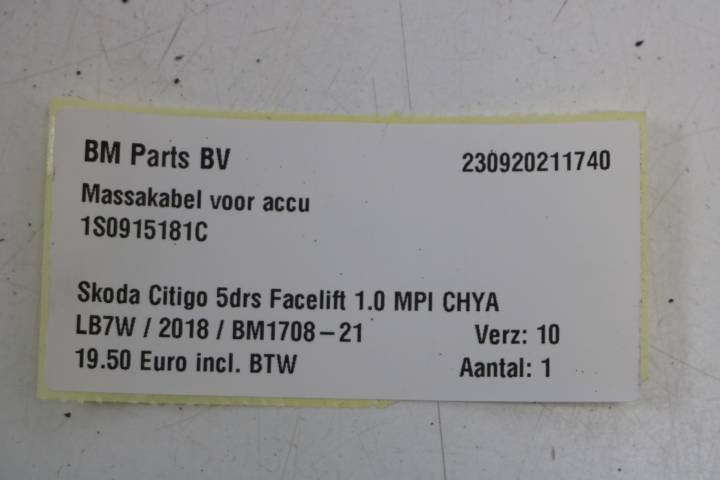 BM Parts BV 230920211740
Massakabel voor accu
1S0915181C
Skoda Citigo 5drs Facelift 1.0 MPI CHYA
LB7W / 2018 / BM1708-21 Verz: 10
19.50 Euro incl. BTW Aantal: 1